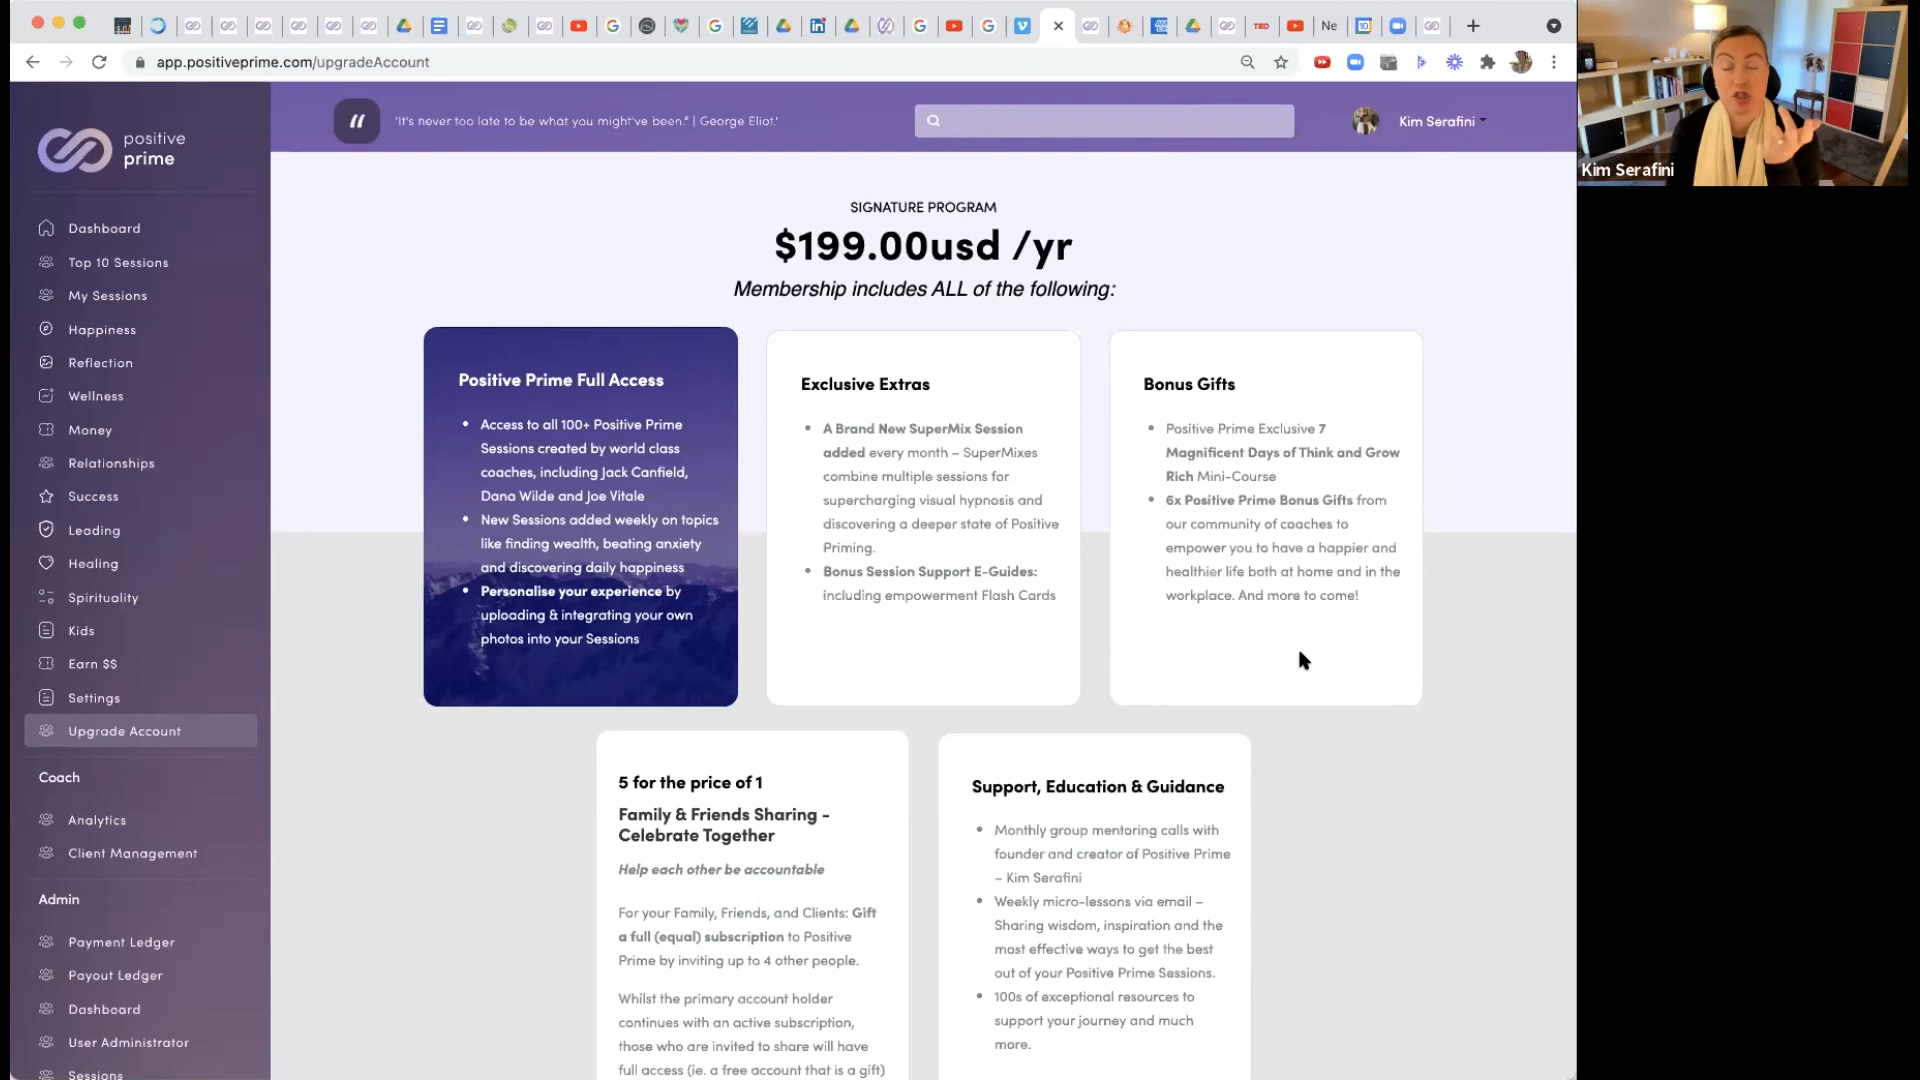 TED
Ne
10
app.positiveprime.com/upgradeAccount
positive
prime
"It's never too late to be what you might've been." | George Eliot.'
Kim Serafini
Kim Serafini
Dashboard
Top 10 Sessions
My Sessions
Happiness
Reflection
Wellness
Money
Relationships
Success
Leading
Healing
Spirituality
Kids
Earn $$
Settings
Upgrade Account
Coach
Analytics
Client Management
Admin
Payment Ledger
Payout Ledger
Dashboard
User Administrator
Sessions
SIGNATURE PROGRAM
$199.00usd /yr
Membership includes ALL of the following:
Positive Prime Full Access
• Access to all 100+ Positive Prime
Sessions created by world class
coaches, including Jack Canfield,
Dana Wilde and Joe Vitale
• New Sessions added weekly on topics
like finding wealth, beating anxiety
and discovering daily happiness
• Personalise your experience by
uploading & integrating your own
photos into your Sessions
Exclusive Extras
• A Brand New SuperMix Session
added every month – SuperMixes
combine multiple sessions for
supercharging visual hypnosis and
discovering a deeper state of Positive
Priming.
• Bonus Session Support E-Guides:
including empowerment Flash Cards
Bonus Gifts
• Positive Prime Exclusive 7
Magnificent Days of Think and Grow
Rich Mini-Course
• 6x Positive Prime Bonus Gifts from
our community of coaches to
empower you to have a happier and
healthier life both at home and in the
workplace. And more to come!
5 for the price of 1
Family & Friends Sharing -
Celebrate Together
Help each other be accountable
For your Family, Friends, and Clients: Gift
a full (equal) subscription to Positive
Prime by inviting up to 4 other people.
Whilst the primary account holder
continues with an active subscription,
those who are invited to share will have
full access (ie. a free account that is a gift)
Support, Education & Guidance
• Monthly group mentoring calls with
founder and creator of Positive Prime
– Kim Serafini
• Weekly micro-lessons via email –
Sharing wisdom, inspiration and the
most effective ways to get the best
out of your Positive Prime Sessions.
• 100s of exceptional resources to
support your journey and much
more.